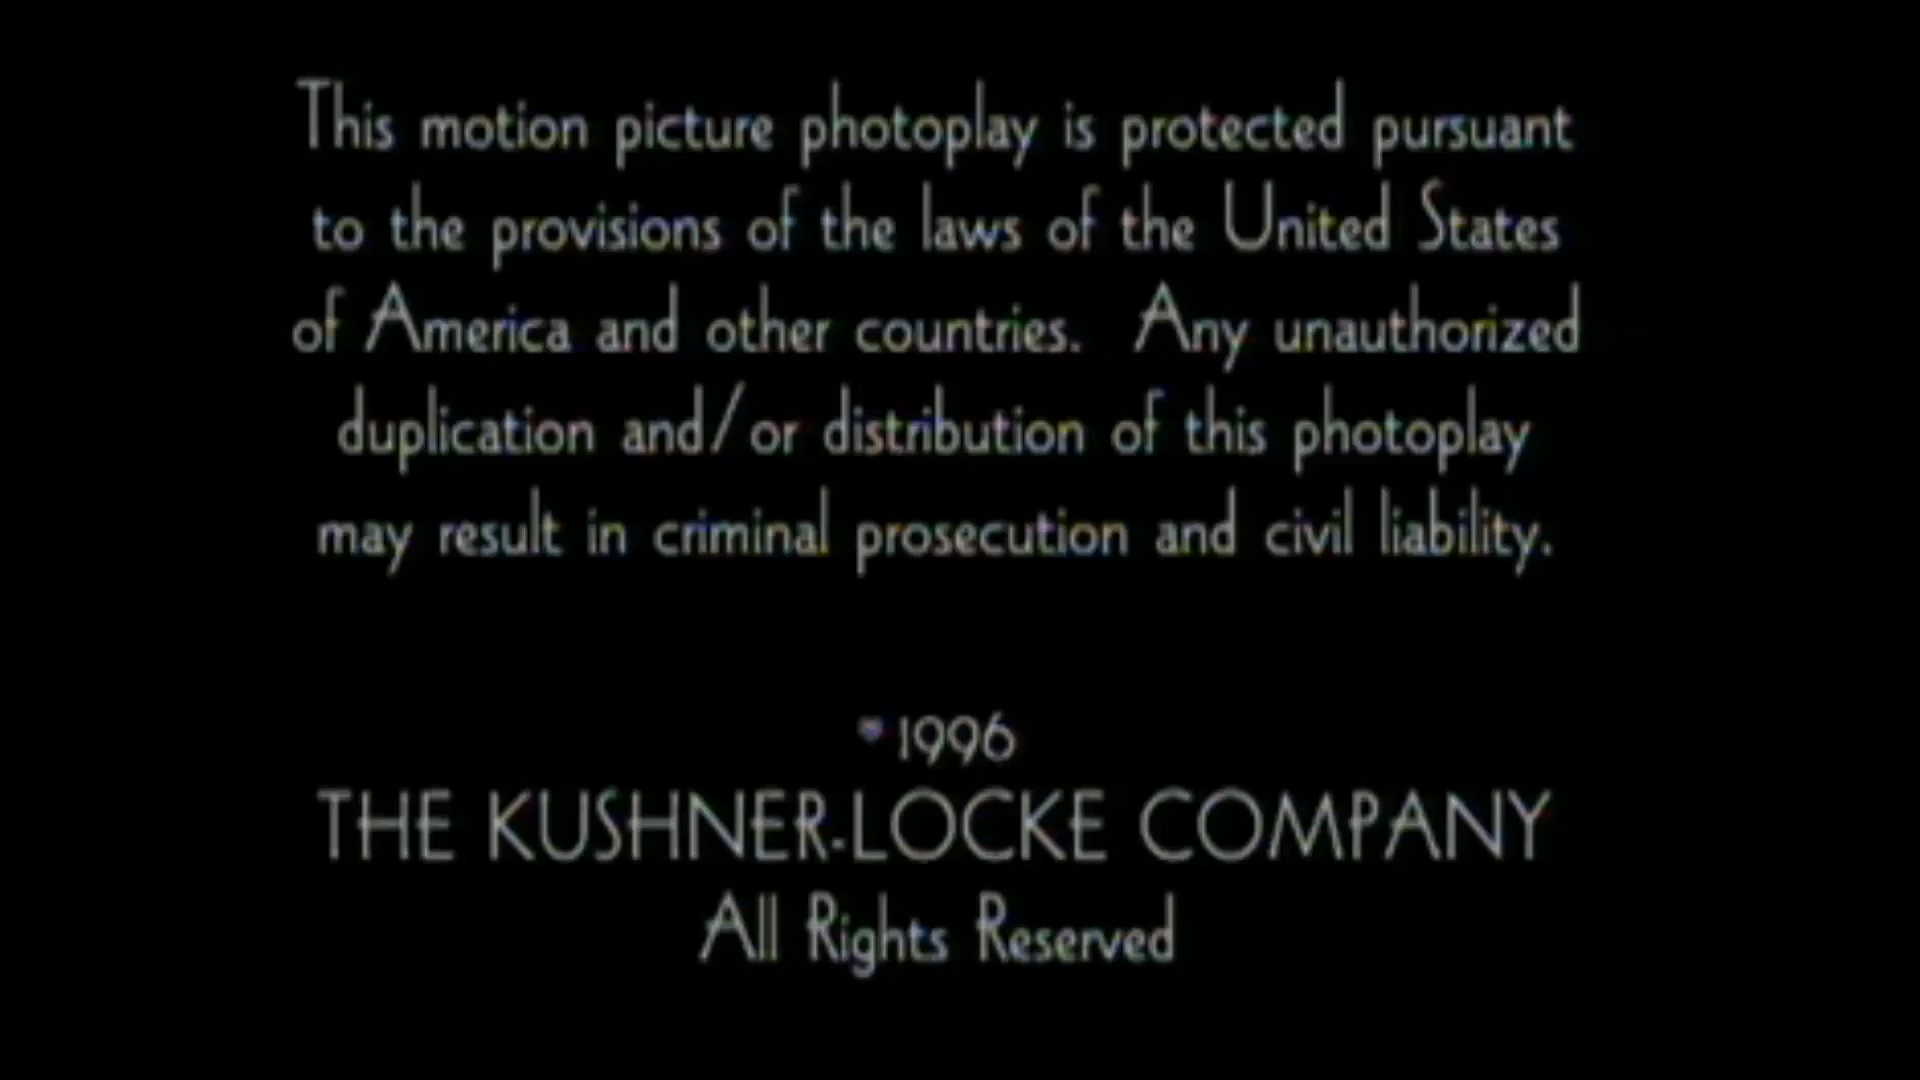 This motion picture photoplay is protected pursuant
to the provisions of the laws of the United States
of America and other countries. Any unauthorized
duplication and/or distribution of this photoplay
may result in criminal prosecution and civil liability.
1996
THE KUSHNER-LOCKE COMPANY
All Rights Reserved